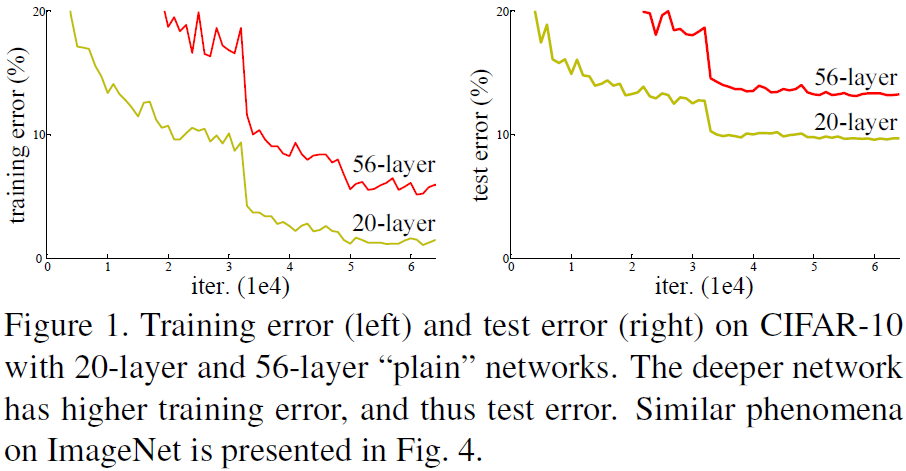 training error (%)
20
10
0
56-layer
20-layer
0 1 2 3 4 5 6
iter. (1e4)
test error (%)
20
10
0
56-layer
20-layer
0 1 2 3 4 5 6
iter. (1e4)
Figure 1. Training error (left) and test error (right) on CIFAR-10
with 20-layer and 56-layer “plain” networks. The deeper network
has higher training error, and thus test error. Similar phenomena
on ImageNet is presented in Fig. 4.